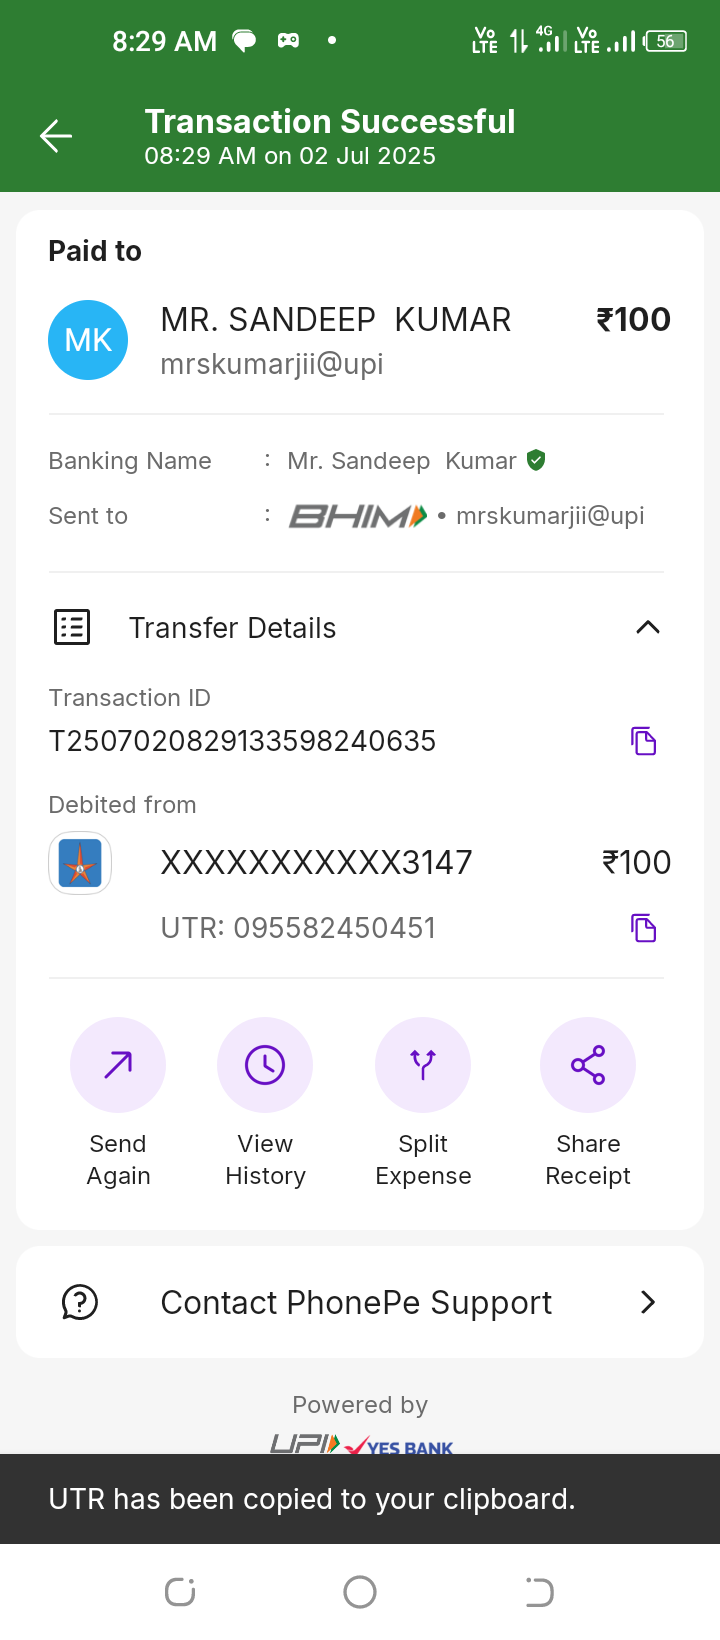 8:29 AM
Vo LTE 4G Vo LTE 56
Transaction Successful
08:29 AM on 02 Jul 2025
Paid to
MK
MR. SANDEEP  KUMAR ₹100
mrskumarjii@upi
Banking Name : Mr. Sandeep  Kumar
Sent to : BHIM • mrskumarjii@upi
Transfer Details
Transaction ID
T2507020829133598240635
Debited from
XXXXXXXXXXX3147 ₹100
UTR: 095582450451
Send Again
View History
Split Expense
Share Receipt
Contact PhonePe Support
Powered by
UPI YES BANK
UTR has been copied to your clipboard.